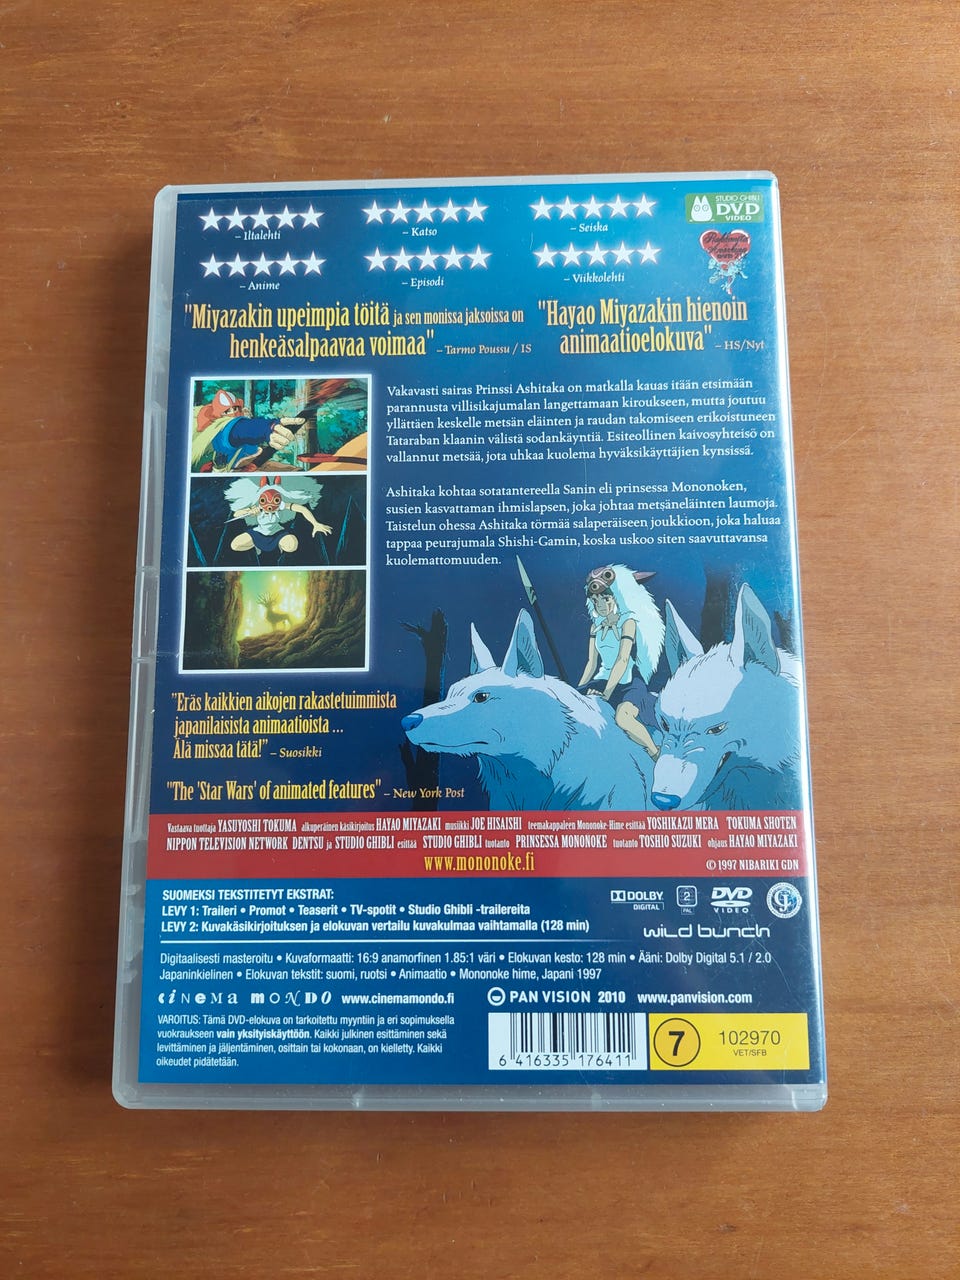 – Iltalehti
– Katso
– Seiska
STUDIO GHIBLI
DVD
VIDEO
– Anime
– Episodi
– Viikkolehti
"Miyazakin upeimpia töitä ja sen monissa jaksoissa on
henkeäsalpaavaa voimaa" – Tarmo Poussu / IS
"Hayao Miyazakin hienoin
animaatioelokuva" – HS/Nyt
Vakavasti sairas Prinssi Ashitaka on matkalla kauas itään etsimään
parannusta villisikajumalan langettamaan kiroukseen, mutta joutuu
yllättäen keskelle metsän eläinten ja raudan takomiseen erikoistuneen
Tataraban klaanin välistä sodankäyntiä. Esiteollinen kaivosyhteisö on
vallannut metsää, jota uhkaa kuolema hyväksikäyttäjien kynsissä.
Ashitaka kohtaa sotatantereella Sanin eli prinsessa Mononoken,
susien kasvattaman ihmislapsen, joka johtaa metsäneläinten laumoja.
Taistelun ohessa Ashitaka törmää salaperäiseen joukkioon, joka haluaa
tappaa peurajumala Shishi-Gamin, koska uskoo siten saavuttavansa
kuolemattomuuden.
"Eräs kaikkien aikojen rakastetuimmista
japanilaisista animaatioista ...
Älä missaa tätä!" – Suosikki
"The 'Star Wars' of animated features" – New York Post
Vastaava tuottaja YASUYOSHI TOKUMA alkuperäinen käsikirjoitus HAYAO MIYAZAKI musiikki JOE HISAISHI teemakappaleen Mononoke-Hime esittää YOSHIKAZU MERA TOKUMA SHOTEN
NIPPON TELEVISION NETWORK DENTSU ja STUDIO GHIBLI esittää STUDIO GHIBLI tuotanto PRINSESSA MONONOKE tuotanto TOSHIO SUZUKI ohjaus HAYAO MIYAZAKI
www.mononoke.fi
© 1997 NIBARIKI GDN
SUOMEKSI TEKSTITETYT EKSTRAT:
LEVY 1: Traileri • Promot • Teaserit • TV-spotit • Studio Ghibli -trailereita
LEVY 2: Kuvakäsikirjoituksen ja elokuvan vertailu kuvakulmaa vaihtamalla (128 min)
DOLBY
DIGITAL
2
PAL
DVD
VIDEO
wild bunch
Digitaalisesti masteroitu • Kuvaformaatti: 16:9 anamorfinen 1.85:1 väri • Elokuvan kesto: 128 min • Ääni: Dolby Digital 5.1 / 2.0
Japaninkielinen • Elokuvan tekstit: suomi, ruotsi • Animaatio • Mononoke hime, Japani 1997
CINEMA MONDO www.cinemamondo.fi
PAN VISION 2010 www.panvision.com
VAROITUS: Tämä DVD-elokuva on tarkoitettu myyntiin ja eri sopimuksella
vuokraukseen vain yksityiskäyttöön. Kaikki julkinen esittäminen sekä
levittäminen ja jäljentäminen, osittain tai kokonaan, on kielletty. Kaikki
oikeudet pidätetään.
6 416335 176411
7
102970
VET/SFB